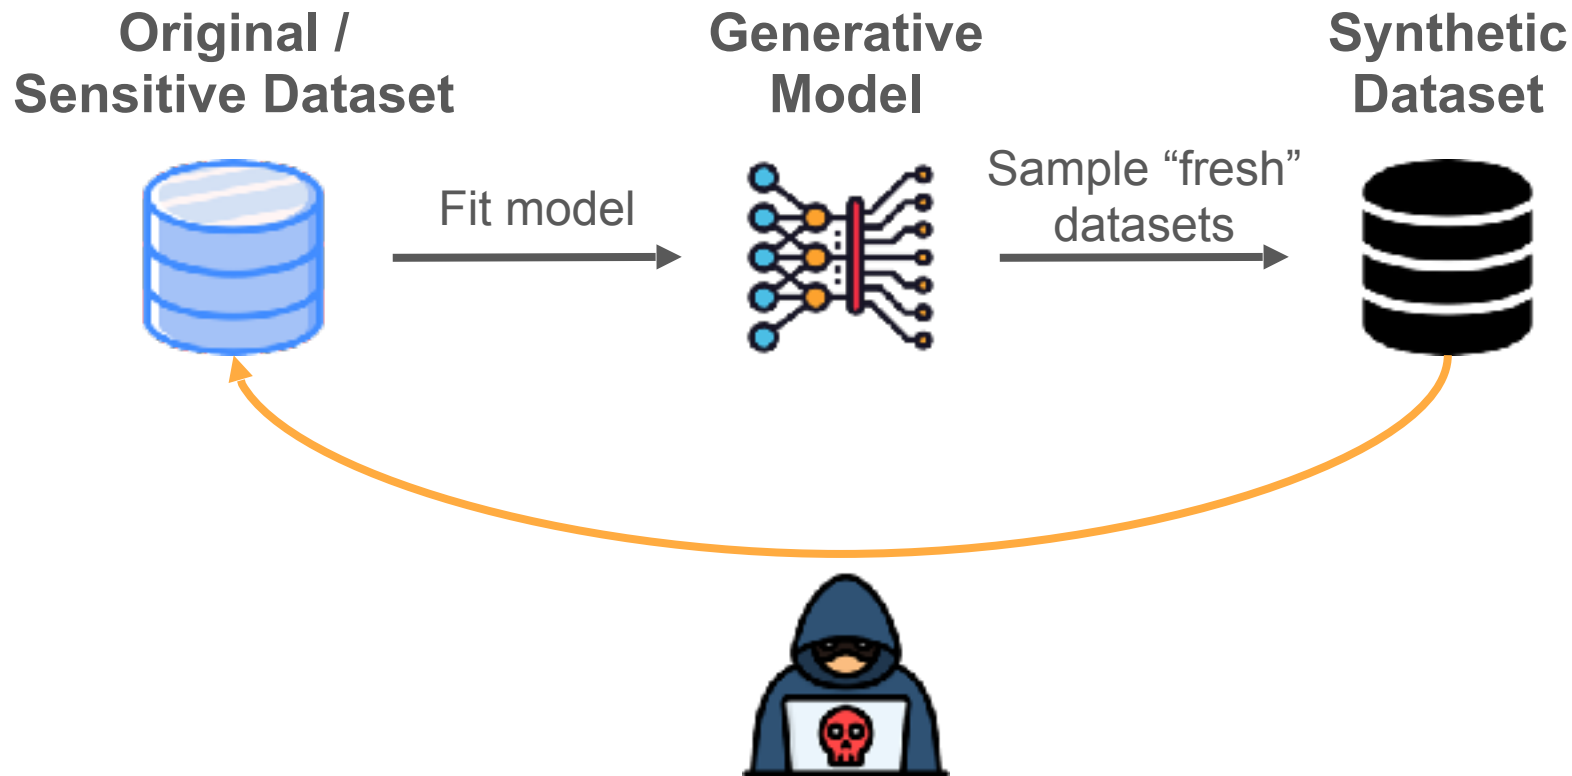 Original /
Sensitive Dataset
Generative
Model
Synthetic
Dataset
Fit model
Sample “fresh”
datasets